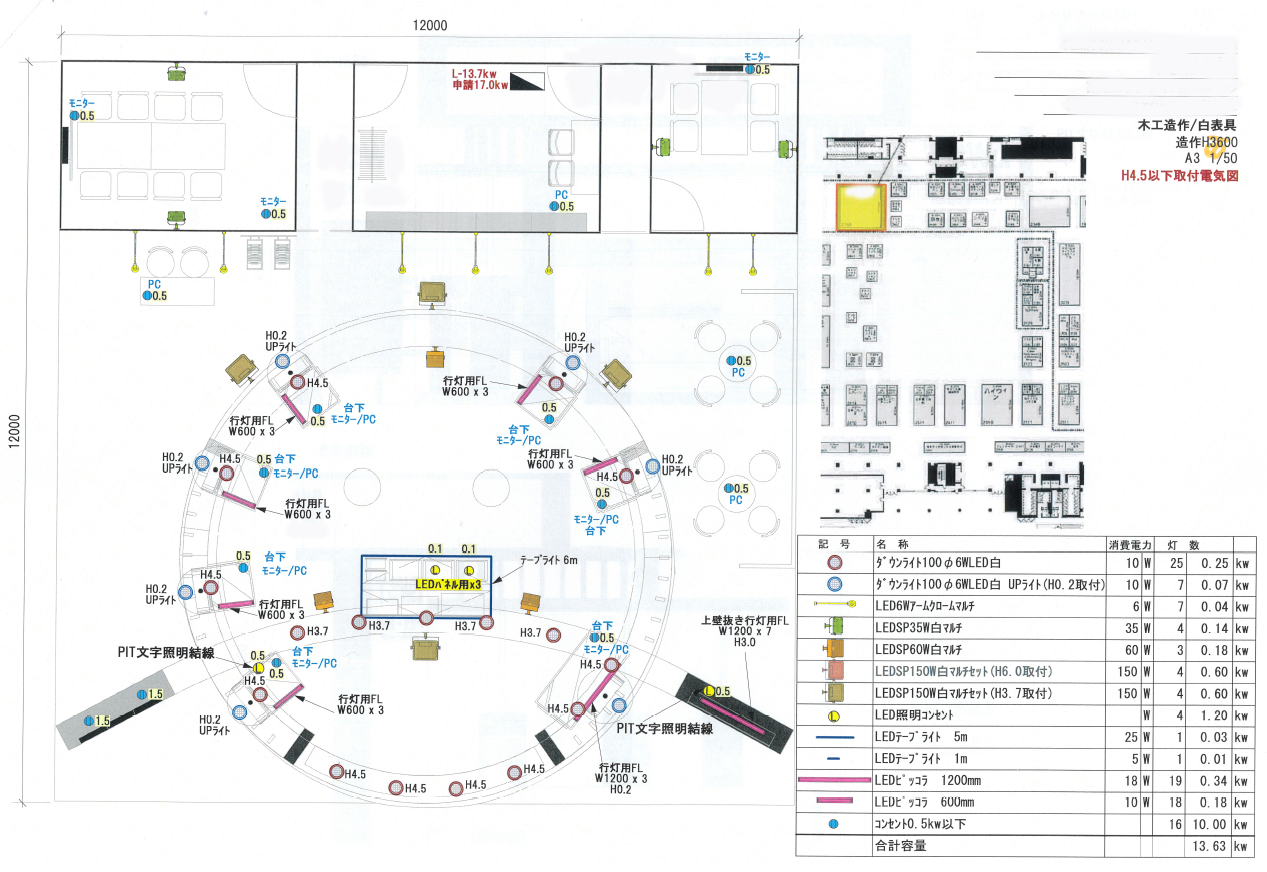 12000
12000
L-13.7kw
申請17.0kw
モニター
0.5
モニター
0.5
モニター
0.5
PC
0.5
PC
0.5
木工造作/白表具
造作H3600
A3 1/50
H4.5以下取付電気図
H0.2
UPライト
H4.5
行灯用FL
W600 x 3
0.5
台下
モニター/PC
H0.2
UPライト
行灯用FL
W600 x 3
0.5
台下
モニター/PC
0.5
PC
0.5
PC
H0.2
UPライト
H4.5
0.5
台下
モニター/PC
行灯用FL
W600 x 3
行灯用FL
W600 x 3
H4.5
H0.2
UPライト
0.5
モニター/PC
台下
H0.2
UPライト
H4.5
0.5
台下
モニター/PC
行灯用FL
W600 x 3
0.1
0.1
LEDパネル用x3
テープライト 6m
H3.7
H3.7
H3.7
H3.7
PIT文字照明結線
0.5
0.5
台下
モニター/PC
H4.5
行灯用FL
W600 x 3
H0.2
UPライト
1.5
1.5
台下
0.5
モニター/PC
H4.5
H4.5
上壁抜き行灯用FL
W1200 x 7
H3.0
0.5
PIT文字照明結線
行灯用FL
W1200 x 3
H0.2
H4.5
H4.5
H4.5
H4.5
ハイウィン
記 号 名 称 消費電力 灯 数
ﾀﾞｳﾝﾗｲﾄ100φ6WLED白 10 W 25 0.25 kw
ﾀﾞｳﾝﾗｲﾄ100φ6WLED白 UPﾗｲﾄ(H0.2取付) 10 W 7 0.07 kw
LED6Wｱｰﾑｸﾛｰﾑﾏﾙﾁ 6 W 7 0.04 kw
LEDSP35W白ﾏﾙﾁ 35 W 4 0.14 kw
LEDSP60W白ﾏﾙﾁ 60 W 3 0.18 kw
LEDSP150W白ﾏﾙﾁｾｯﾄ(H6.0取付) 150 W 4 0.60 kw
LEDSP150W白ﾏﾙﾁｾｯﾄ(H3.7取付) 150 W 4 0.60 kw
L LED照明ｺﾝｾﾝﾄ W 4 1.20 kw
LEDﾃｰﾌﾟﾗｲﾄ 5m 25 W 1 0.03 kw
LEDﾃｰﾌﾟﾗｲﾄ 1m 5 W 1 0.01 kw
LEDﾋﾟｯｺﾗ 1200mm 18 W 19 0.34 kw
LEDﾋﾟｯｺﾗ 600mm 10 W 18 0.18 kw
ｺﾝｾﾝﾄ0.5kw以下 16 10.00 kw
合計容量 13.63 kw